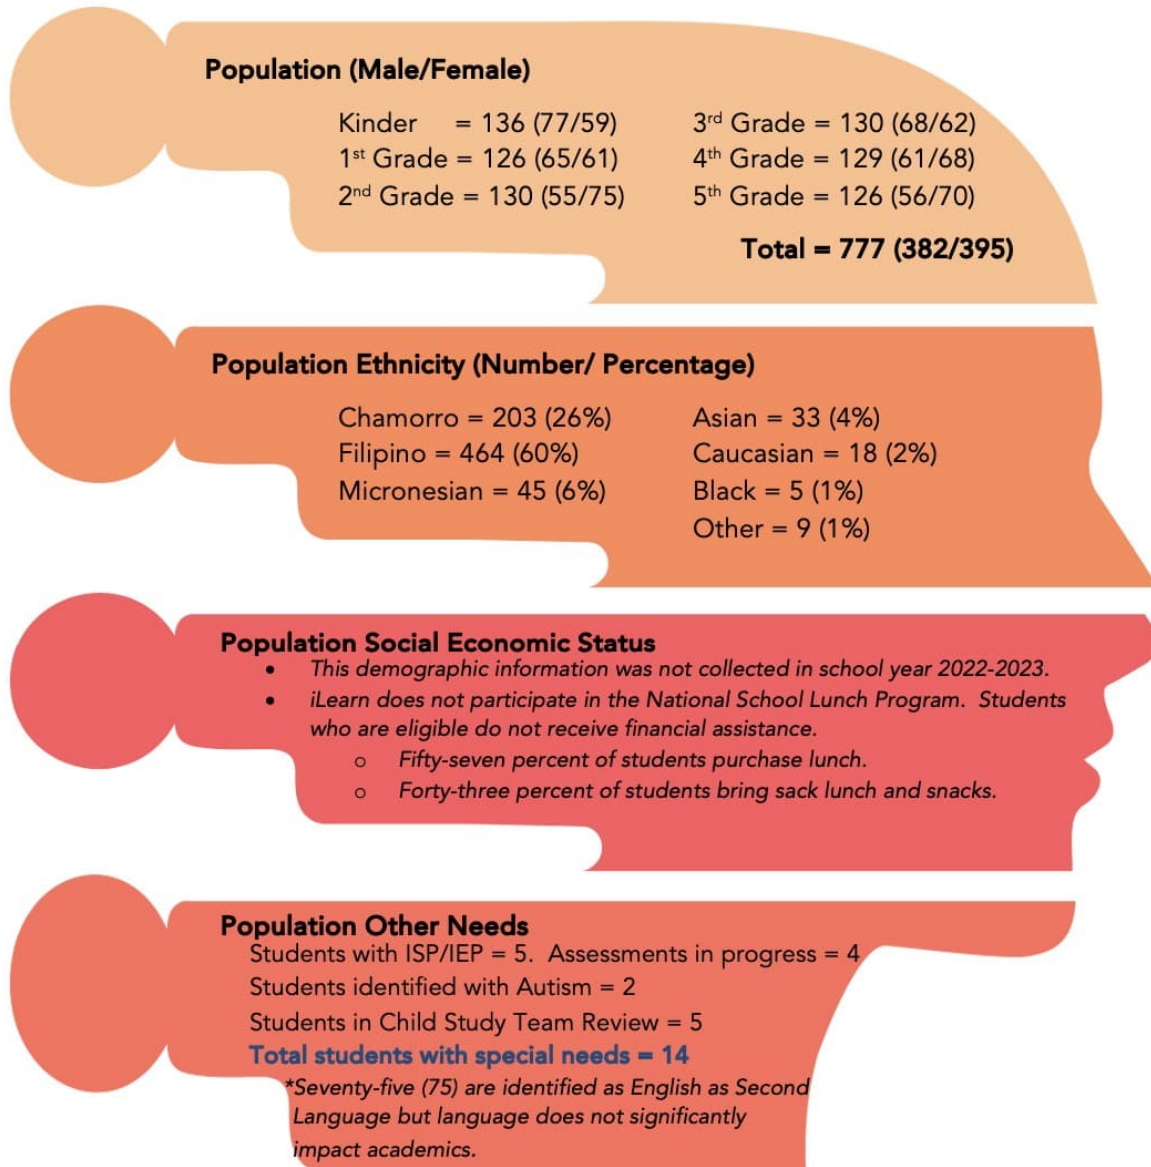 Population (Male/Female)
Kinder = 136 (77/59)
1st Grade = 126 (65/61)
2nd Grade = 130 (55/75)
3rd Grade = 130 (68/62)
4th Grade = 129 (61/68)
5th Grade = 126 (56/70)
Total = 777 (382/395)
Population Ethnicity (Number/ Percentage)
Chamorro = 203 (26%)
Filipino = 464 (60%)
Micronesian = 45 (6%)
Asian = 33 (4%)
Caucasian = 18 (2%)
Black = 5 (1%)
Other = 9 (1%)
Population Social Economic Status
• This demographic information was not collected in school year 2022-2023.
• iLearn does not participate in the National School Lunch Program. Students
who are eligible do not receive financial assistance.
o Fifty-seven percent of students purchase lunch.
o Forty-three percent of students bring sack lunch and snacks.
Population Other Needs
Students with ISP/IEP = 5. Assessments in progress = 4
Students identified with Autism = 2
Students in Child Study Team Review = 5
Total students with special needs = 14
*Seventy-five (75) are identified as English as Second
Language but language does not significantly
impact academics.